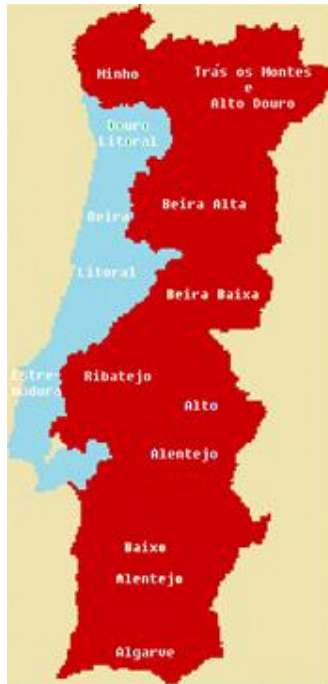 Minho
Trás os Montes
e
Alto Douro
Douro
Litoral
Beira Alta
Beira
Litoral
Beira Baixa
Estre-
madura
Ribatejo
Alto
Alentejo
Baixo
Alentejo
Algarve